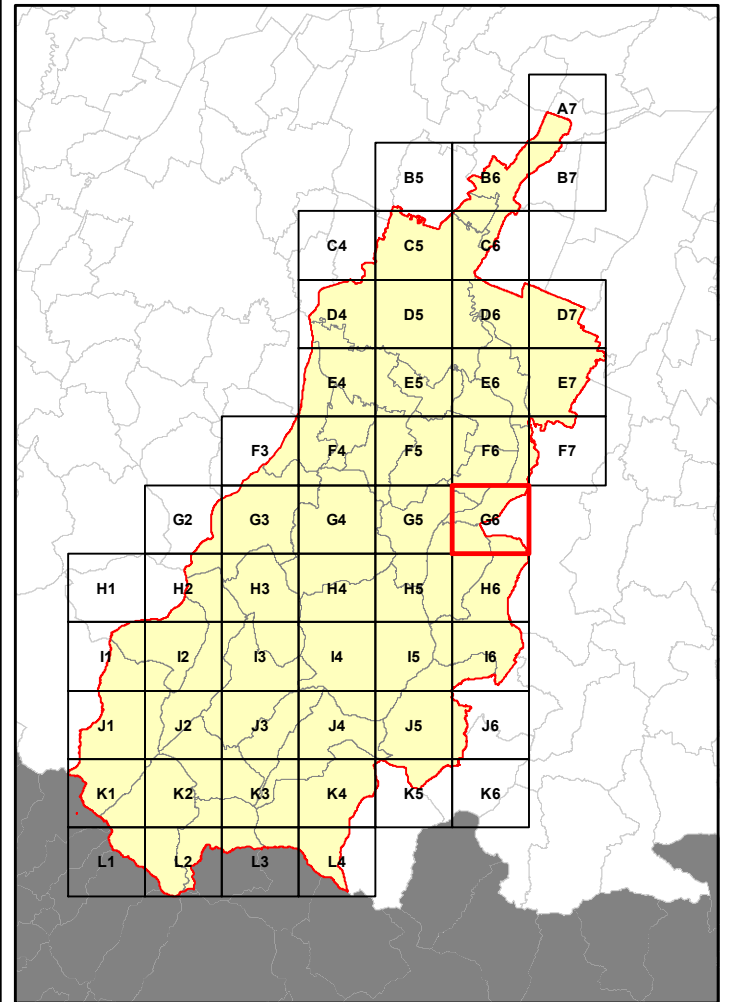 A7
B5 B6 B7
C4 C5 C6
D4 D5 D6 D7
E4 E5 E6 E7
F3 F4 F5 F6 F7
G2 G3 G4 G5 G6
H1 H2 H3 H4 H5 H6
I1 I2 I3 I4 I5 I6
J1 J2 J3 J4 J5 J6
K1 K2 K3 K4 K5 K6
L1 L2 L3 L4